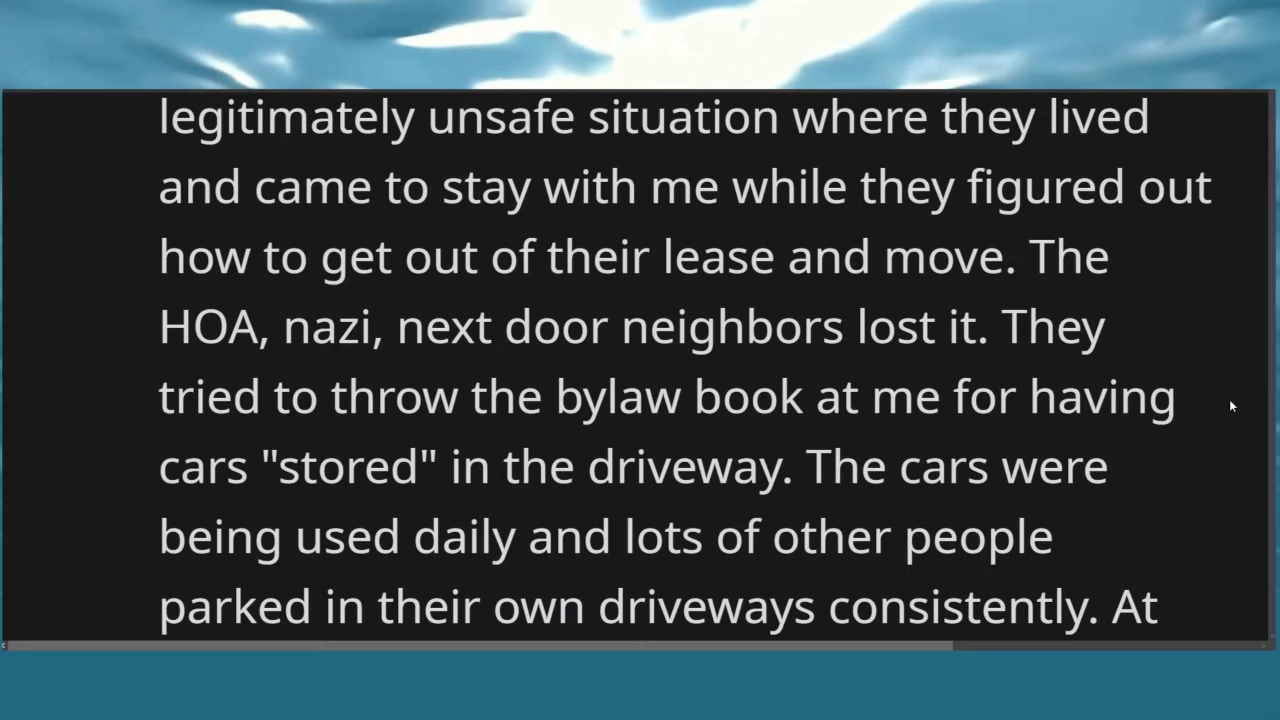 legitimately unsafe situation where they lived
and came to stay with me while they figured out
how to get out of their lease and move. The
HOA, nazi, next door neighbors lost it. They
tried to throw the bylaw book at me for having
cars "stored" in the driveway. The cars were
being used daily and lots of other people
parked in their own driveways consistently. At